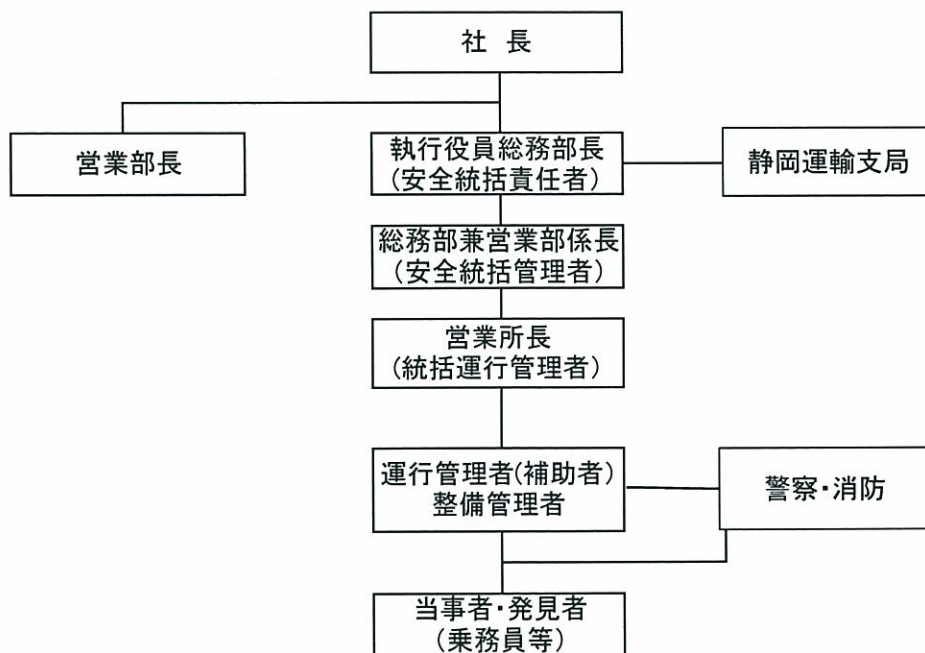 社 長
営業部長
執行役員総務部長
(安全統括責任者)
静岡運輸支局
総務部兼営業部係長
(安全統括管理者)
営業所長
(統括運行管理者)
運行管理者(補助者)
整備管理者
警察・消防
当事者・発見者
(乗務員等)